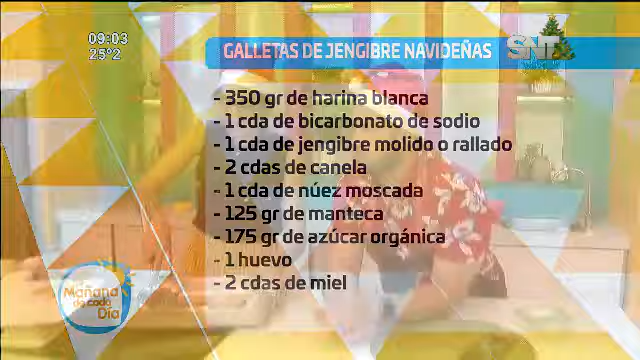 09:03
25°2
GALLETAS DE JENGIBRE NAVIDEÑAS
SNT
- 350 gr de harina blanca
- 1 cda de bicarbonato de sodio
- 1 cda de jengibre molido o rallado
- 2 cdas de canela
- 1 cda de núez moscada
- 125 gr de manteca
- 175 gr de azúcar orgánica
- 1 huevo
- 2 cdas de miel
Mañana
de cada
Día